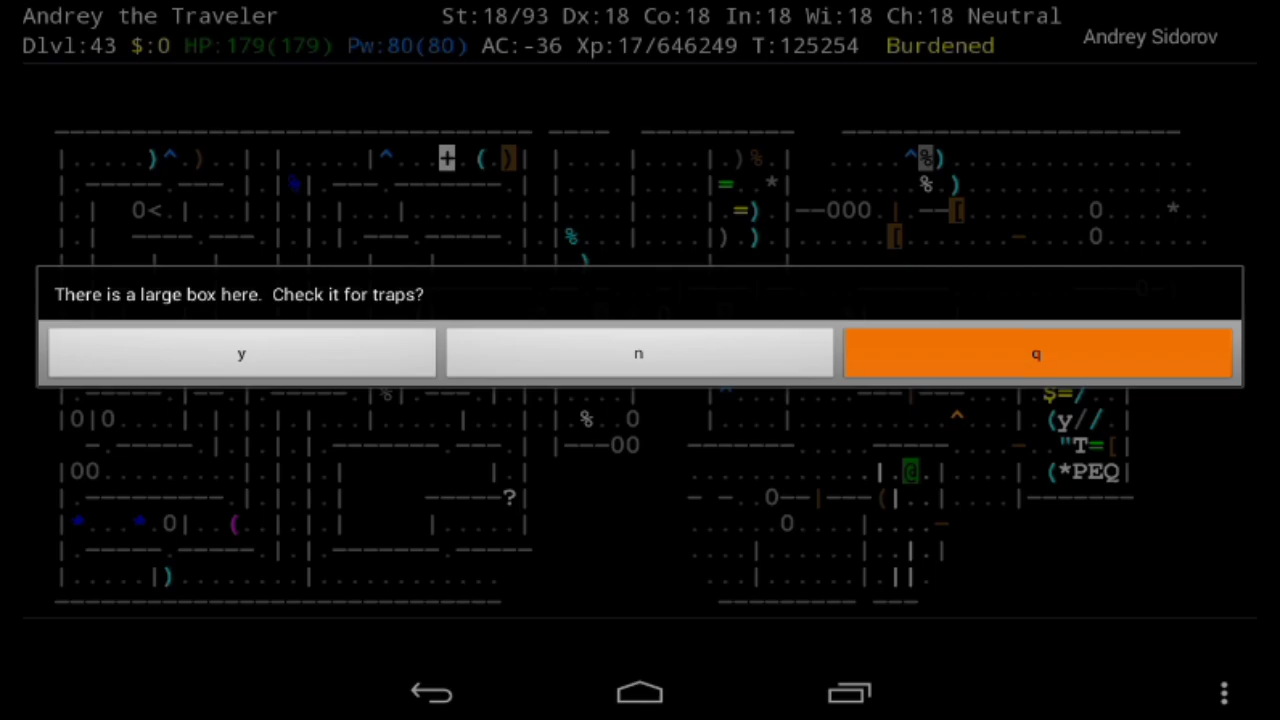 Andrey the Traveler St:18/93 Dx:18 Co:18 In:18 Wi:18 Ch:18 Neutral
Dlvl:43 $:0 HP:179(179) Pw:80(80) AC:-36 Xp:17/646249 T:125254 Burdened
Andrey Sidorov
There is a large box here.  Check it for traps?
y n q